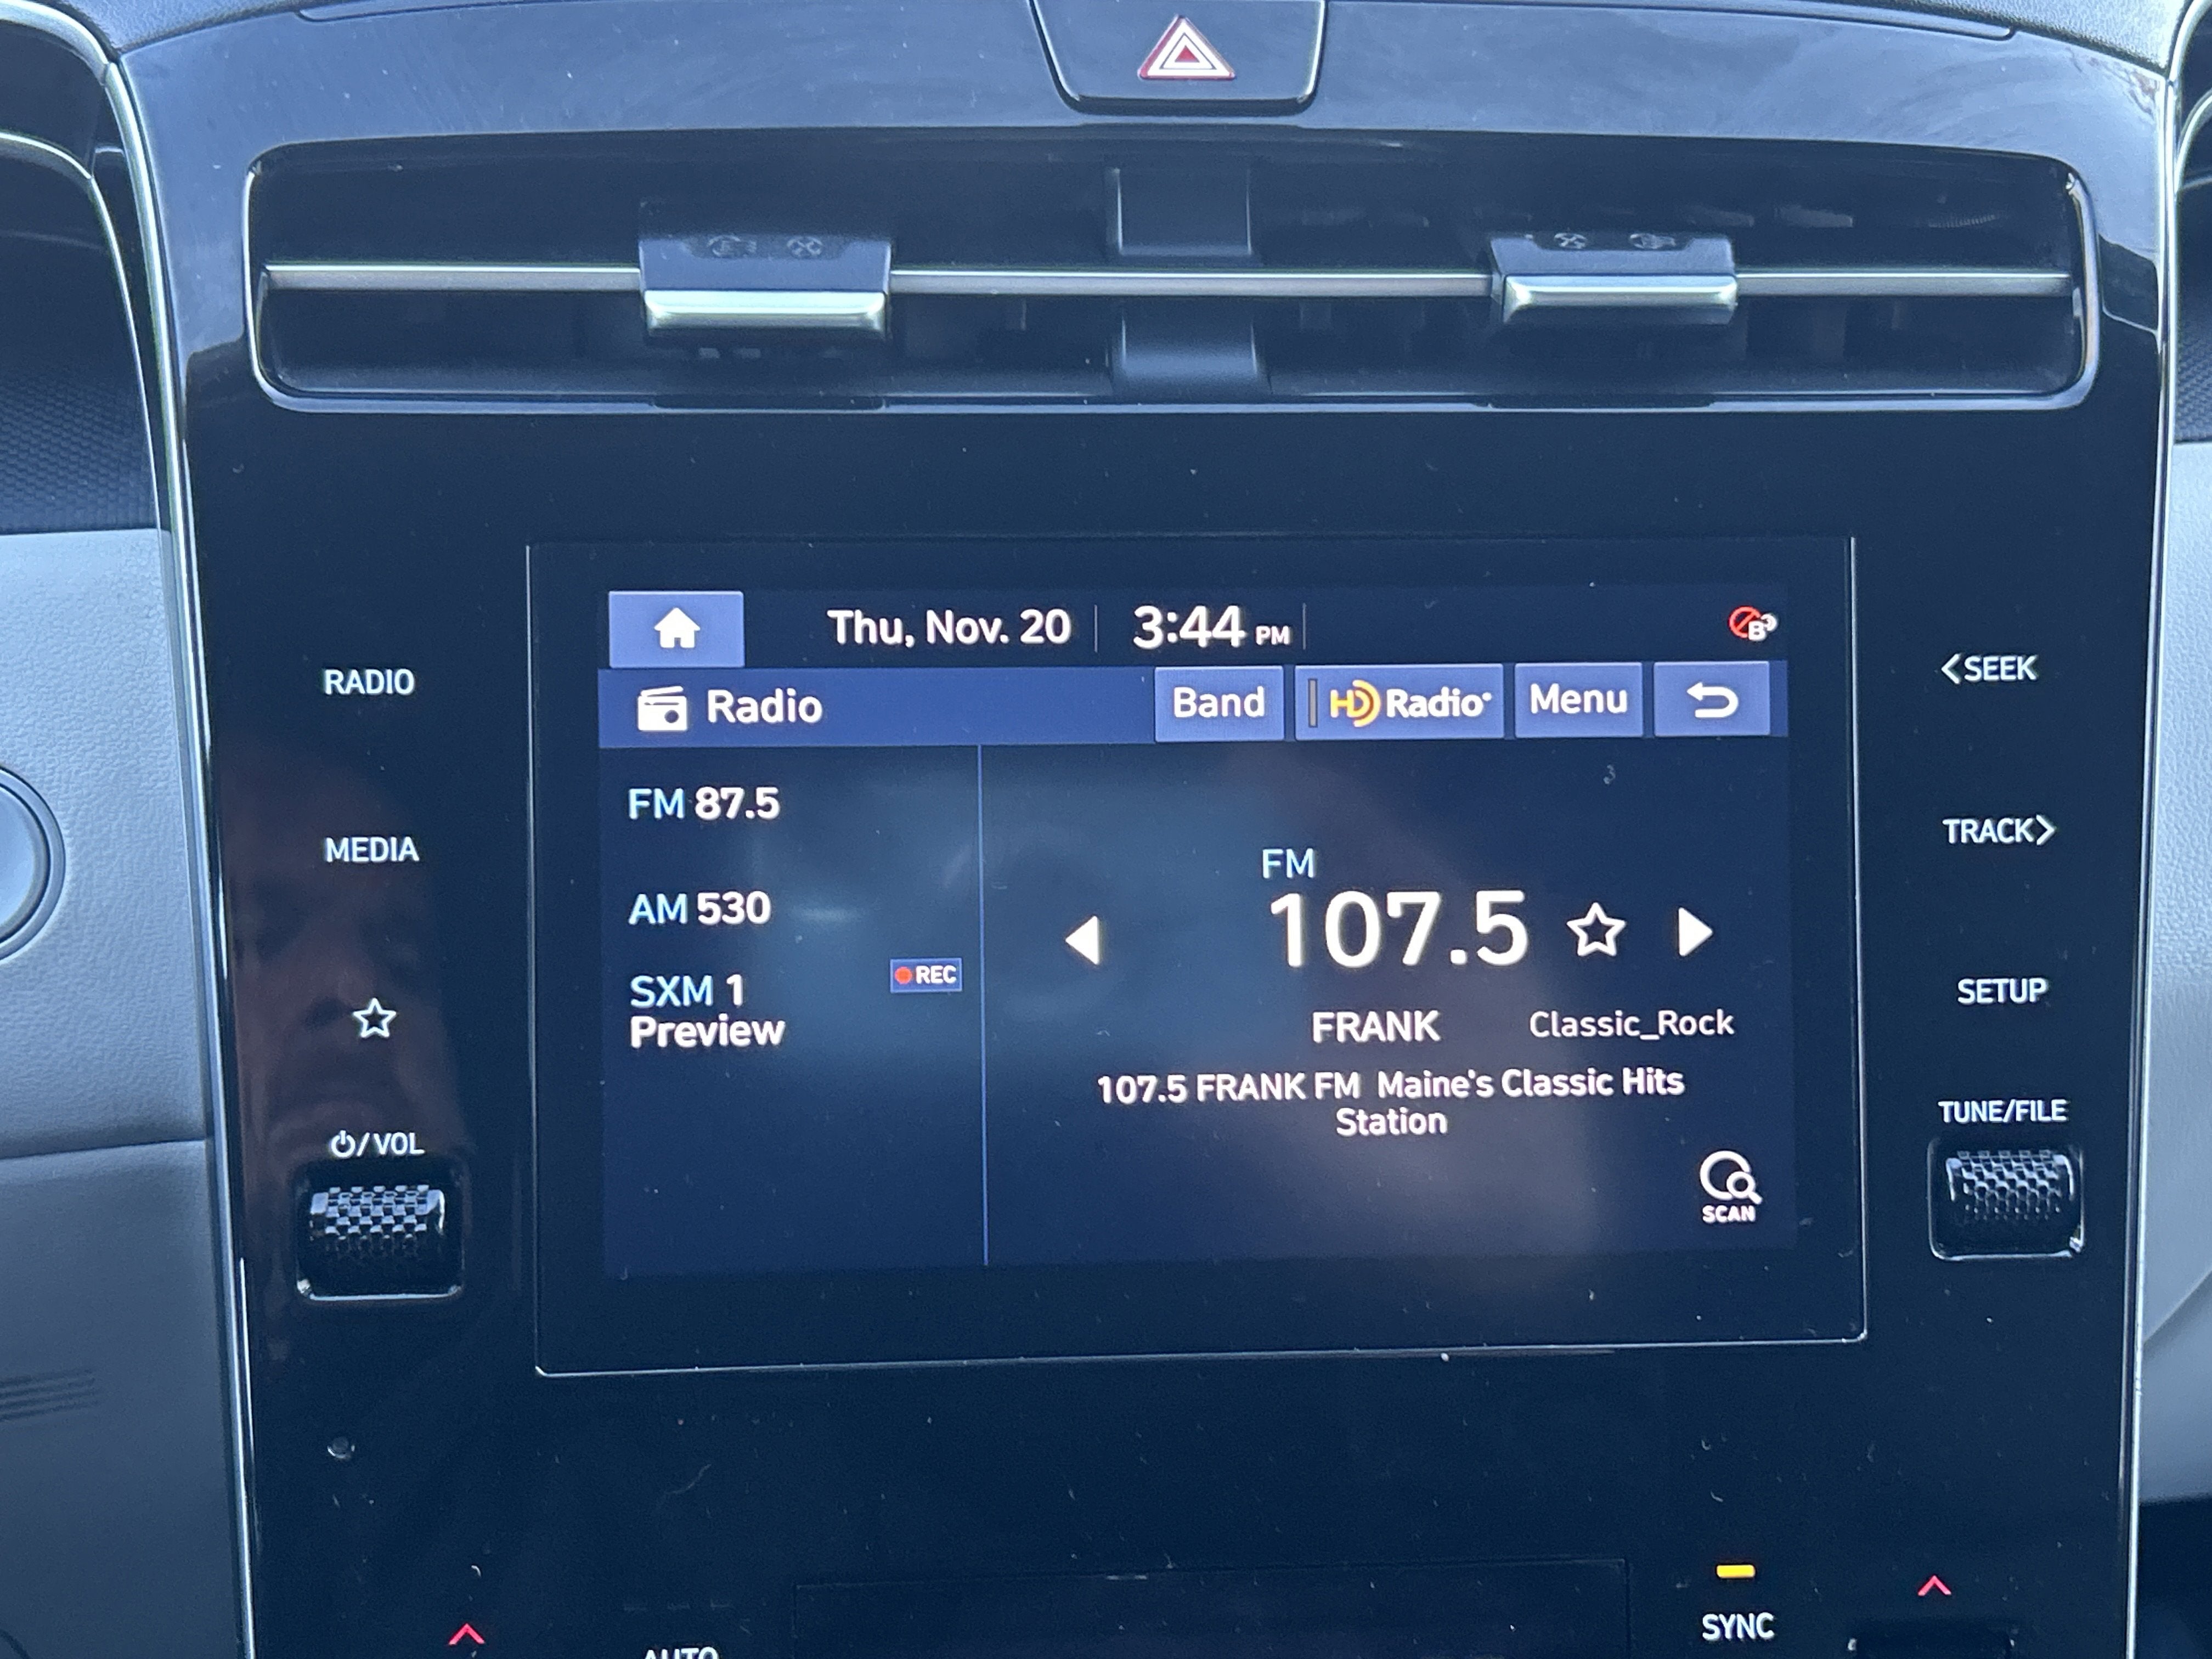 Thu, Nov. 20
3:44 PM
B
Radio
Band
HD Radio
Menu
RADIO
MEDIA
/ VOL
FM 87.5
AM 530
SXM 1
Preview
REC
FM
107.5
FRANK
Classic_Rock
107.5 FRANK FM Maine's Classic Hits
Station
SCAN
<SEEK
TRACK>
SETUP
TUNE/FILE
SYNC
AUTO